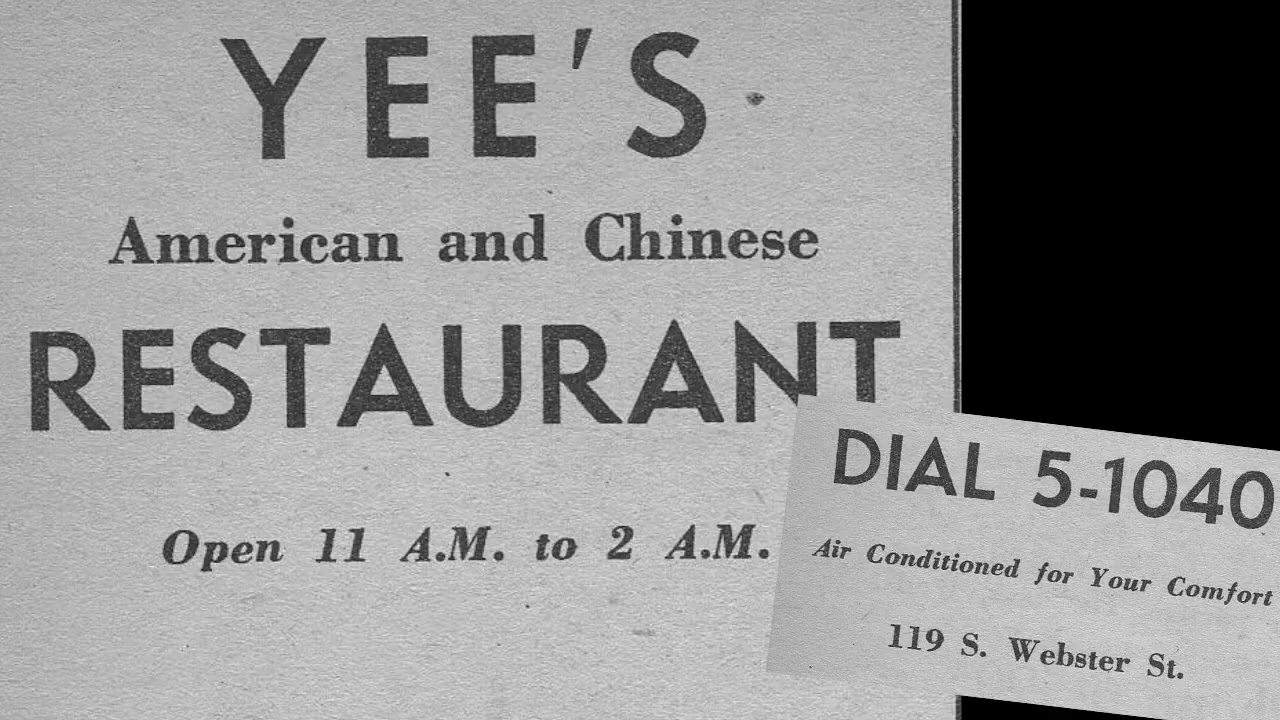 YEE'S
American and Chinese
RESTAURANT
Open 11 A.M. to 2 A.M.
DIAL 5-1040
Air Conditioned for Your Comfort
119 S. Webster St.